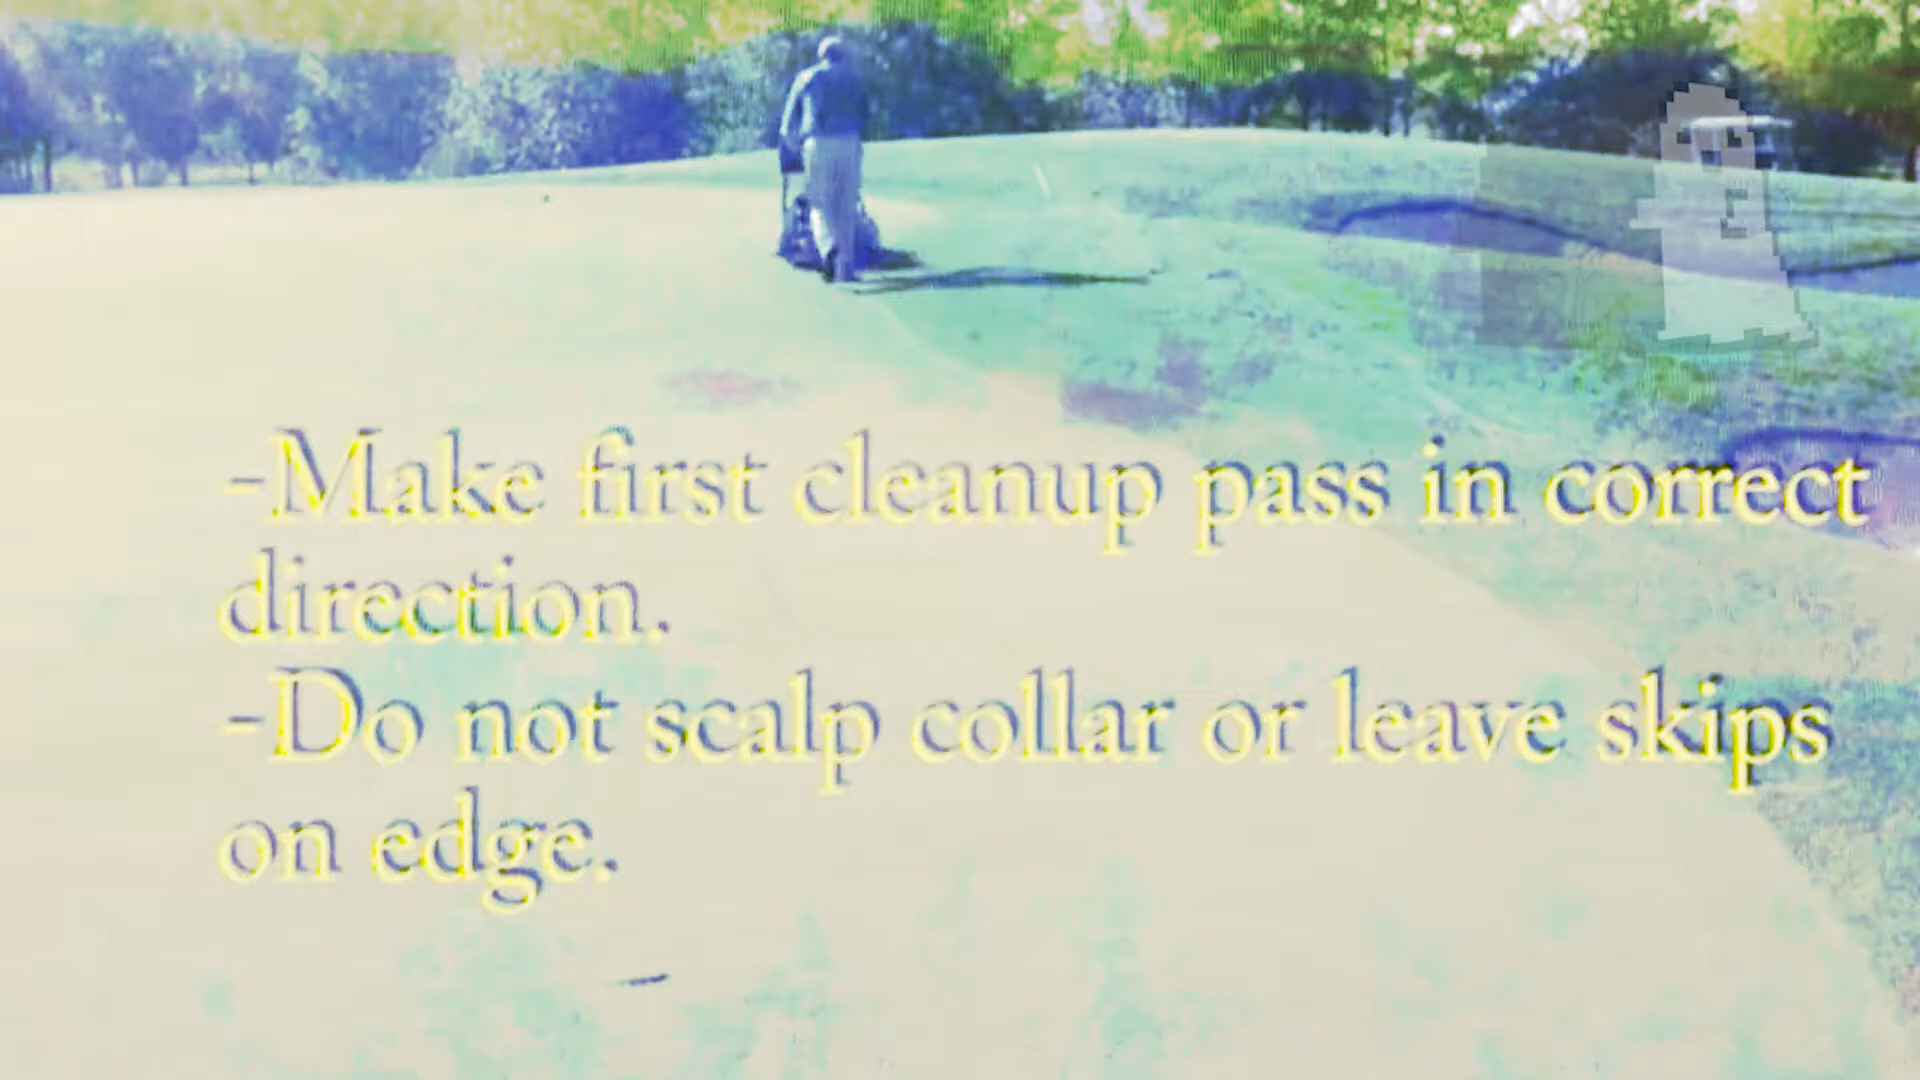 -Make first cleanup pass in correct
direction.
-Do not scalp collar or leave skips
on edge.